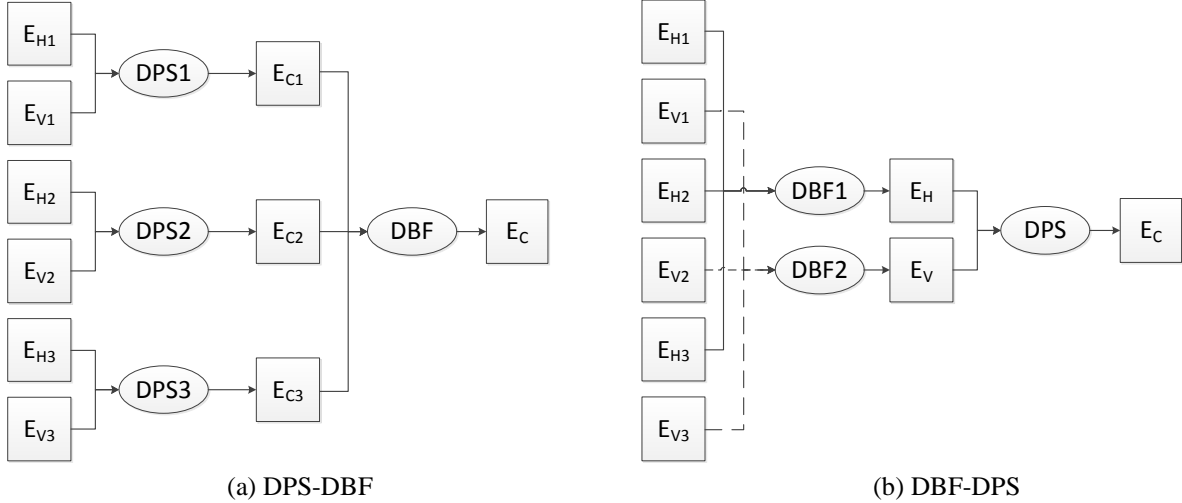 E_H1
E_V1
DPS1
E_C1
E_H2
E_V2
DPS2
E_C2
E_H3
E_V3
DPS3
E_C3
DBF
E_C
(a) DPS-DBF
E_H1
E_V1
E_H2
E_V2
E_H3
E_V3
DBF1
E_H
DBF2
E_V
DPS
E_C
(b) DBF-DPS